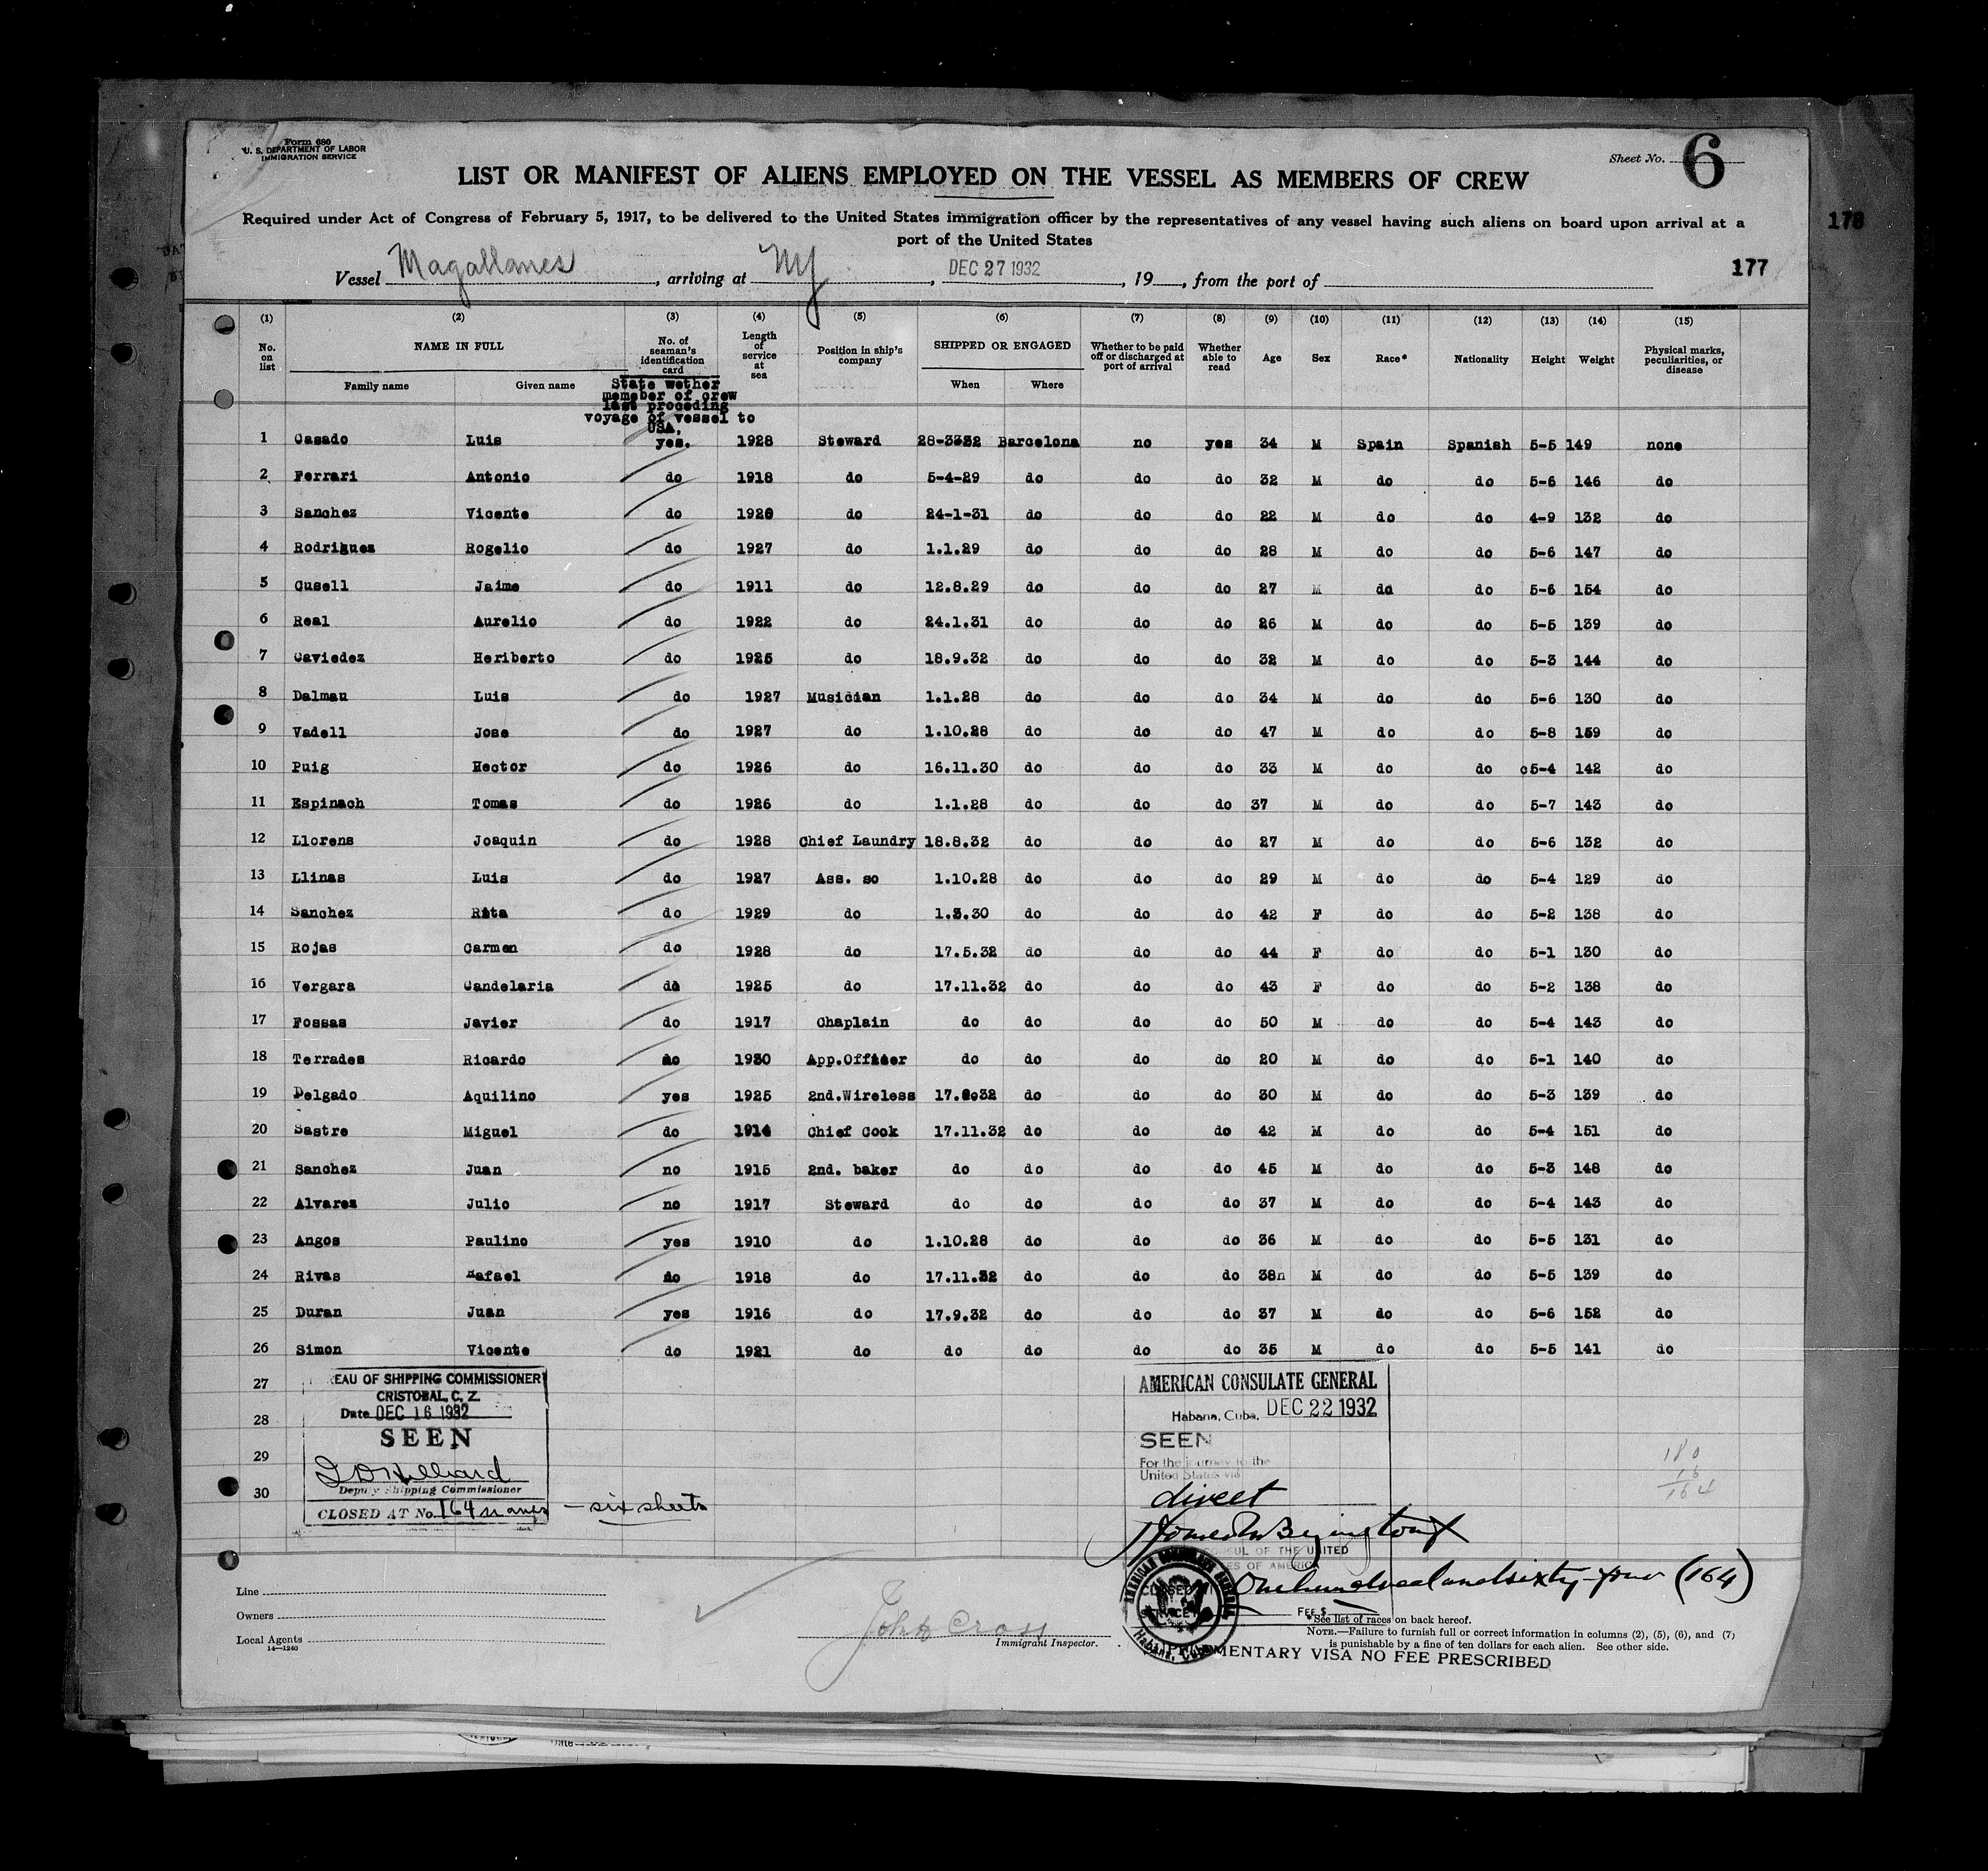 Form 680
U. S. DEPARTMENT OF LABOR
IMMIGRATION SERVICE
Sheet No. 6
LIST OR MANIFEST OF ALIENS EMPLOYED ON THE VESSEL AS MEMBERS OF CREW
Required under Act of Congress of February 5, 1917, to be delivered to the United States immigration officer by the representatives of any vessel having such aliens on board upon arrival at a
port of the United States
178
177
Vessel Magallanes, arriving at NY, DEC 27 1932, 19, from the port of
(1) (2) (3) (4) (5) (6) (7) (8) (9) (10) (11) (12) (13) (14) (15)
No. on list NAME IN FULL No. of seaman's identification card Length of service at sea Position in ship's company SHIPPED OR ENGAGED Whether to be paid off or discharged at port of arrival Whether able to read Age Sex Race* Nationality Height Weight Physical marks, peculiarities, or disease
Family name Given name When Where
State wether
memeber of crew
last proceding
voyage of vessel to
USA.
1 Casado Luis yes. 1928 Steward Barcelona no yes 34 M Spain Spanish 5-5 149 none
2 Ferrari Antonio do 1918 do 5-4-29 do do do 32 M do do 5-6 146 do
3 Sanchez Vicente do 1926 do 24-1-31 do do do 22 M do do 4-9 132 do
4 Rodriguez Rogelio do 1927 do 1.1.29 do do do 28 M do do 5-6 147 do
5 Cusell Jaime do 1911 do 12.8.29 do do do 27 M do do 5-6 154 do
6 Real Aurelio do 1922 do 24.1.31 do do do 26 M do do 5-5 139 do
7 Caviedez Heriberto do 1925 do 18.9.32 do do do 32 M do do 5-3 144 do
8 Dalmau Luis do 1927 Musician 1.1.28 do do do 34 M do do 5-6 130 do
9 Vadell Jose do 1927 do 1.10.28 do do do 47 M do do 5-8 159 do
10 Puig Hector do 1926 do 16.11.30 do do do 33 M do do 5-4 142 do
11 Espinach Tomas do 1926 do 1.1.28 do do do 37 M do do 5-7 143 do
12 Llorens Joaquin do 1928 Chief Laundry 18.8.32 do do do 27 M do do 5-6 132 do
13 Llinas Luis do 1927 Ass. so 1.10.28 do do do 29 M do do 5-4 129 do
14 Sanchez Rita do 1929 do 1.3.30 do do do 42 F do do 5-2 138 do
15 Rojas Carmen do 1928 do 17.5.32 do do do 44 F do do 5-1 130 do
16 Vergara Candelaria do 1925 do 17.11.32 do do do 43 F do do 5-2 138 do
17 Fossas Javier do 1917 Chaplain do do do do 50 M do do 5-4 143 do
18 Terrades Ricardo 1930 App.Officer do do do do 20 M do do 5-1 140 do
19 Delgado Aquilino yes 1925 2nd.Wireless do do do 30 M do do 5-3 139 do
20 Sastre Miguel do 1914 Chief Cook 17.11.32 do do do 42 M do do 5-4 151 do
21 Sanchez Juan no 1915 2nd. baker do do do do 45 M do do 5-3 148 do
22 Alvarez Julio no 1917 Steward do do do do 37 M do do 5-4 143 do
23 Angos Paulino yes 1910 do 1.10.28 do do do 36 M do do 5-5 131 do
24 Rivas Rafael 1918 do 17.11.32 do do do 38n M do do 5-5 139 do
25 Duran Juan yes 1916 do 17.9.32 do do do 37 M do do 5-6 152 do
26 Simon Vicente do 1921 do do do do do 35 M do do 5-5 141 do
27
28
29
30
EAU OF SHIPPING COMMISSIONER
CRISTOBAL, C. Z.
Date DEC 16 1932
SEEN
Deputy Shipping Commissioner
CLOSED AT No. 164 — six sheets
AMERICAN CONSULATE GENERAL
Habana, Cuba, DEC 22 1932
SEEN
For the journey to the
United States via
direct
CONSUL OF THE UNITED
ES OF AMERICA
One hundred and sixty-four (164)
180
16
164
AMERICAN CONSULATE GENERAL
Habana, Cuba
FEE $
Line
Owners
Local Agents
14—1240
John Cross
Immigrant Inspector.
*See list of races on back hereof.
NOTE.—Failure to furnish full or correct information in columns (2), (5), (6), and (7)
is punishable by a fine of ten dollars for each alien. See other side.
MENTARY VISA NO FEE PRESCRIBED